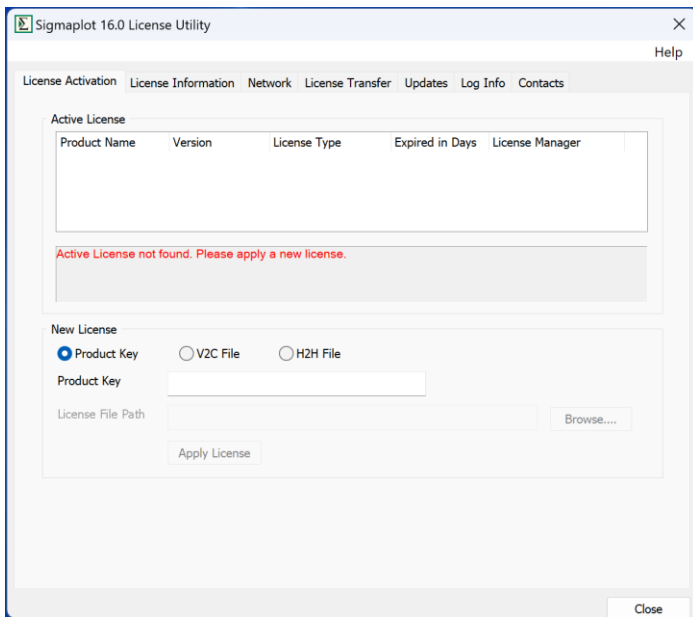 Sigmaplot 16.0 License Utility
Help
License Activation License Information Network License Transfer Updates Log Info Contacts
Active License
Product Name Version License Type Expired in Days License Manager
Active License not found. Please apply a new license.
New License
Product Key V2C File H2H File
Product Key
License File Path Browse....
Apply License
Close